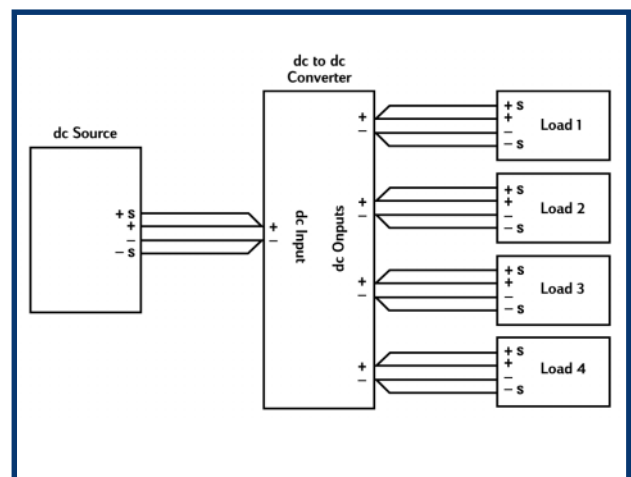 dc to dc
Converter
dc Source
+ s
+
−
− s
+
−
dc Input
dc Onputs
+
−
+
−
+
−
+
−
+ s
+
−
− s
Load 1
+ s
+
−
− s
Load 2
+ s
+
−
− s
Load 3
+ s
+
−
− s
Load 4